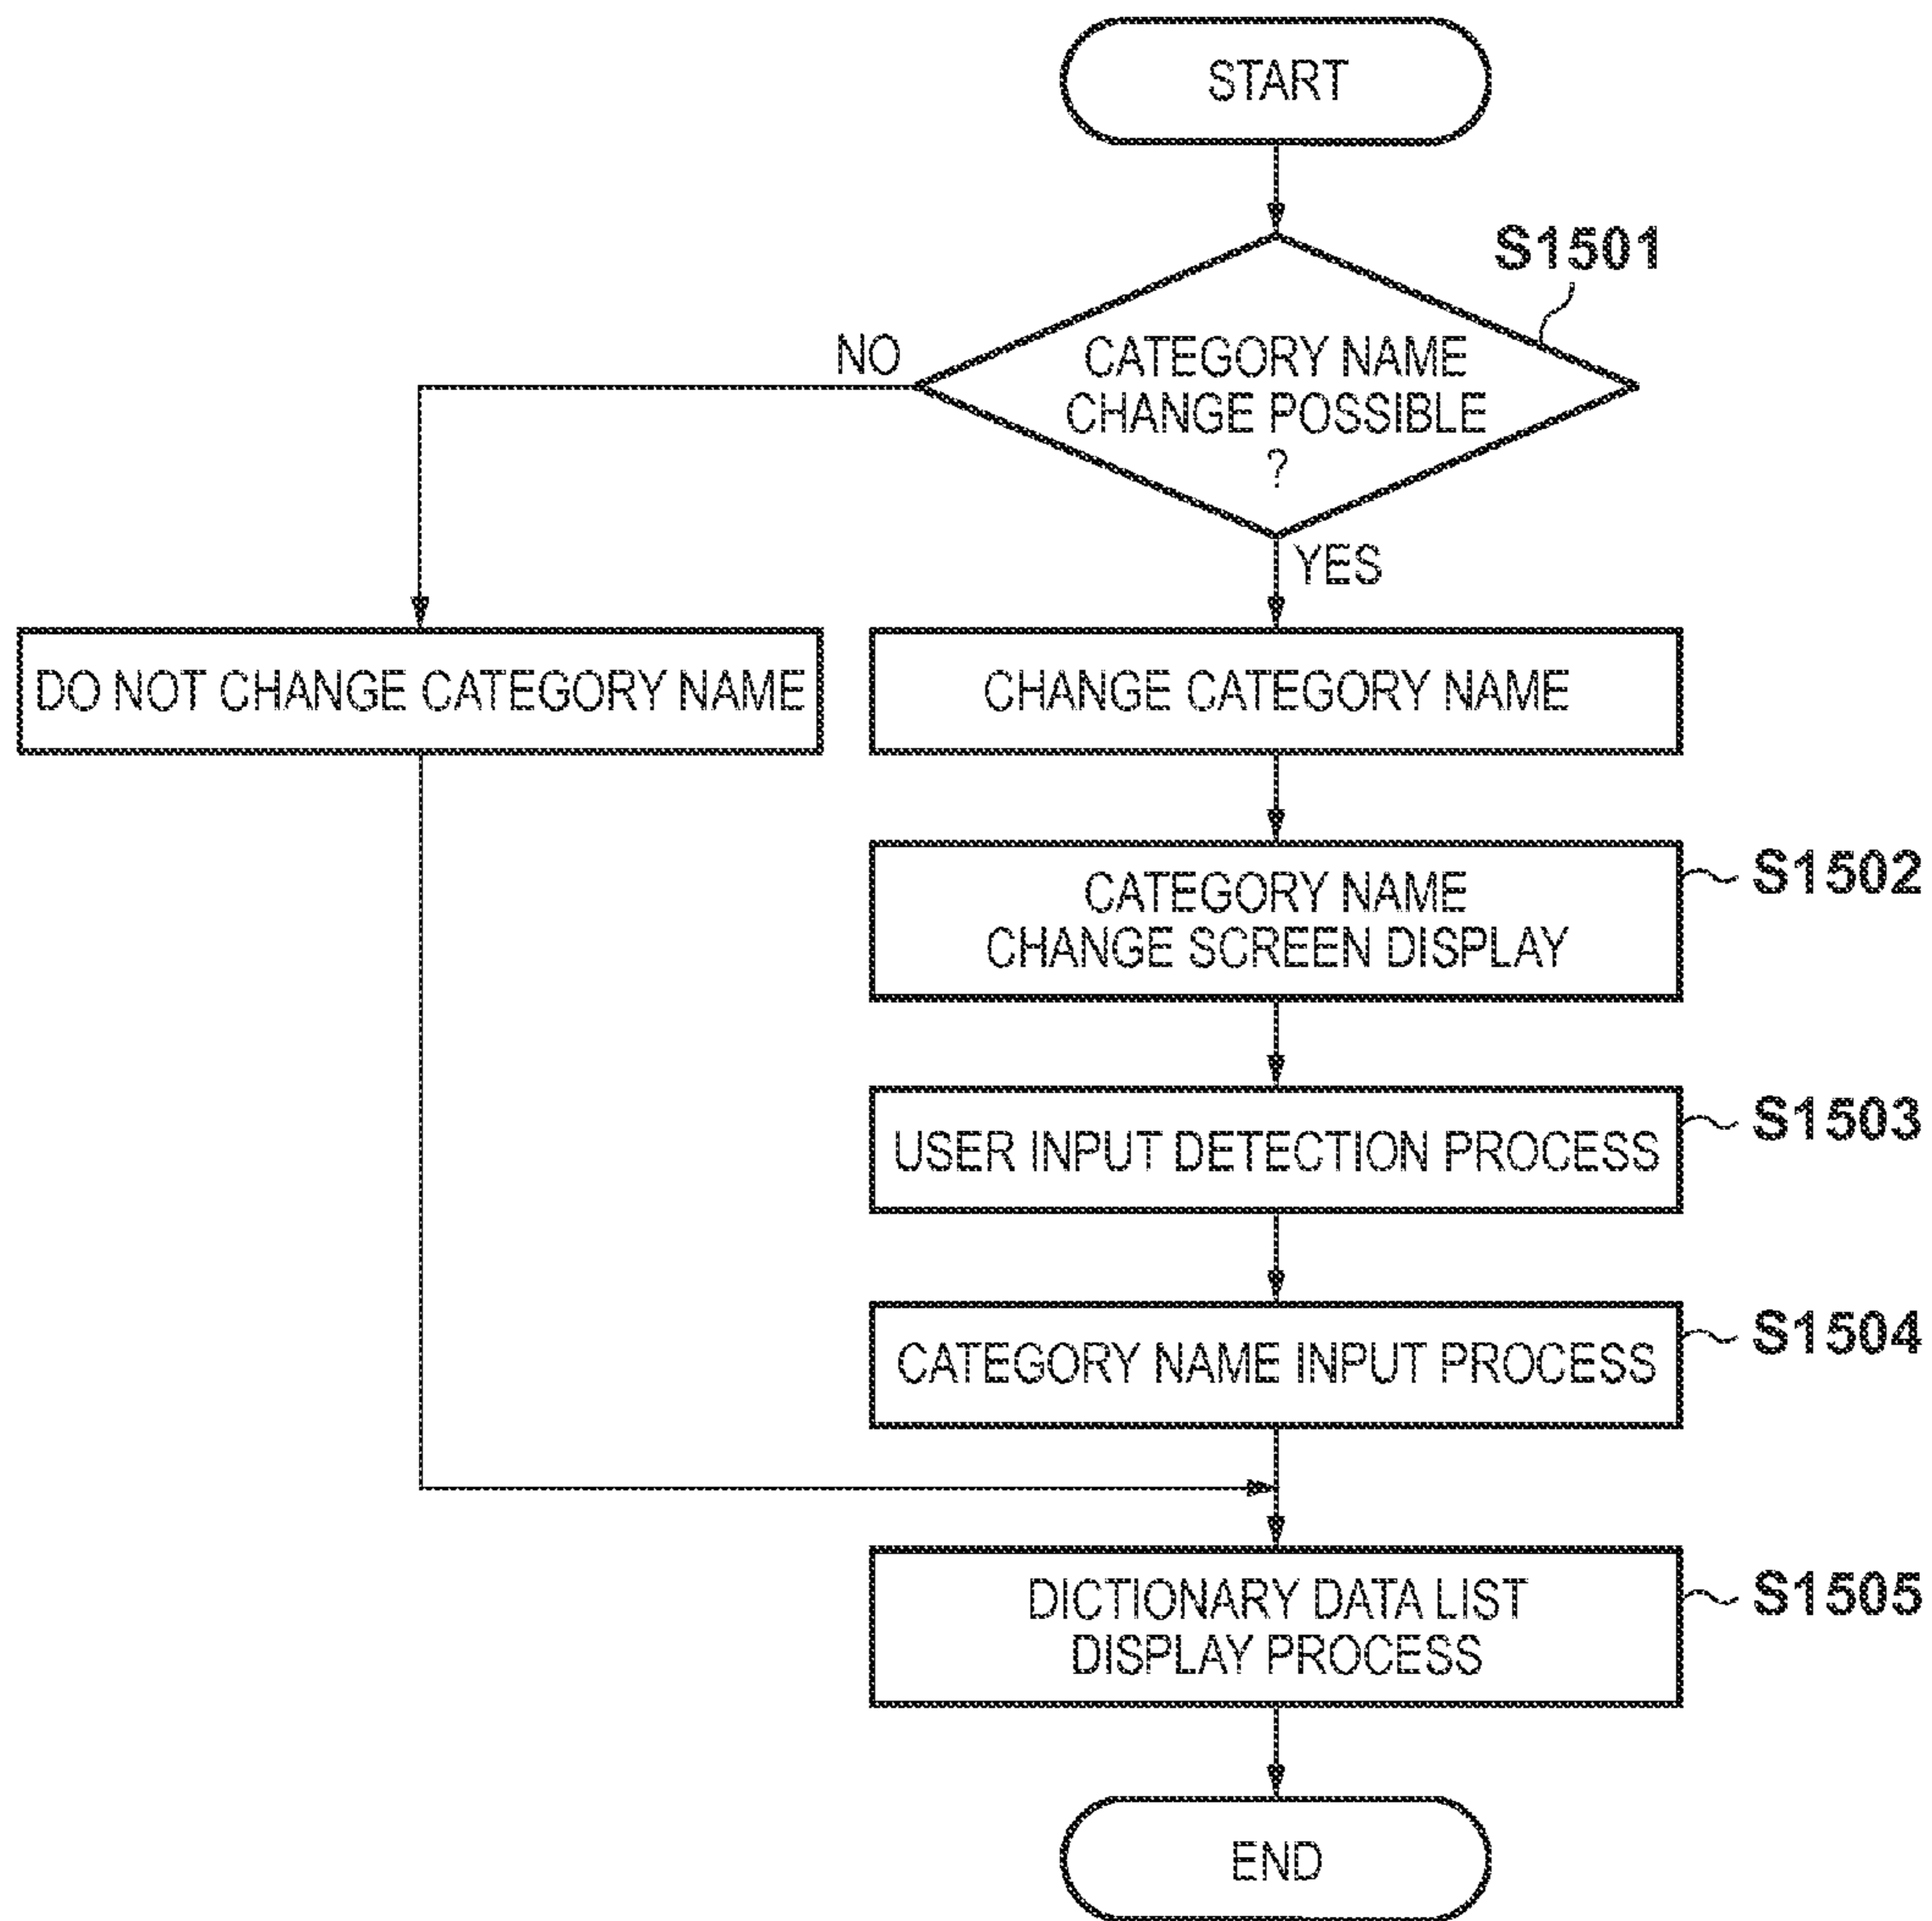 START
S1501
CATEGORY NAME
CHANGE POSSIBLE
?
NO
YES
DO NOT CHANGE CATEGORY NAME
CHANGE CATEGORY NAME
CATEGORY NAME
CHANGE SCREEN DISPLAY
S1502
USER INPUT DETECTION PROCESS
S1503
CATEGORY NAME INPUT PROCESS
S1504
DICTIONARY DATA LIST
DISPLAY PROCESS
S1505
END